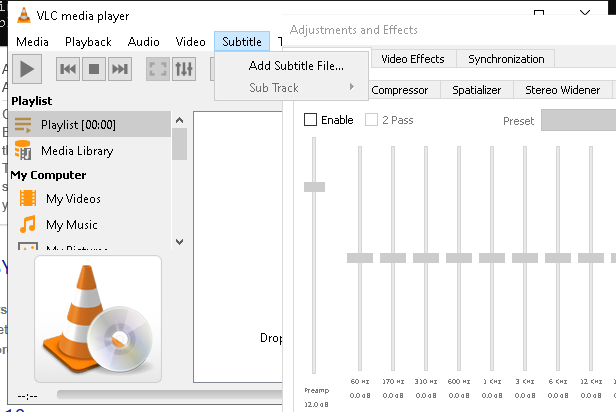 VLC media player
Adjustments and Effects
Media Playback Audio Video Subtitle T
Add Subtitle File...
Sub Track
Video Effects Synchronization
Compressor Spatializer Stereo Widener
Enable 2 Pass Preset
Playlist
Playlist [00:00]
Media Library
My Computer
My Videos
My Music
My Pictures
Drop
Preamp
12.0 dB
60 Hz 170 Hz 310 Hz 600 Hz 1 KHz 3 KHz 6 KHz 12 KHz
0.0 dB 0.0 dB 0.0 dB 0.0 dB 0.0 dB 0.0 dB 0.0 dB 0.0 dB
--:--